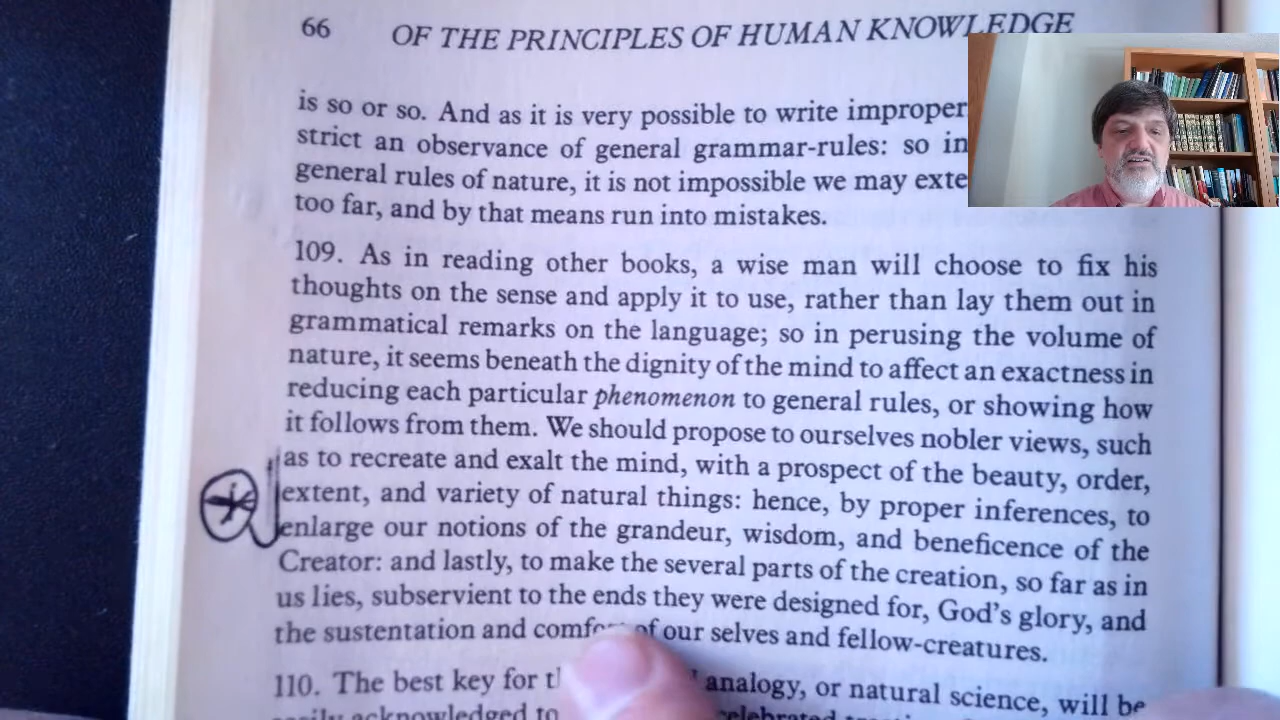 66 OF THE PRINCIPLES OF HUMAN KNOWLEDGE
is so or so. And as it is very possible to write improper
strict an observance of general grammar-rules: so in
general rules of nature, it is not impossible we may exte
too far, and by that means run into mistakes.
109. As in reading other books, a wise man will choose to fix his
thoughts on the sense and apply it to use, rather than lay them out in
grammatical remarks on the language; so in perusing the volume of
nature, it seems beneath the dignity of the mind to affect an exactness in
reducing each particular phenomenon to general rules, or showing how
it follows from them. We should propose to ourselves nobler views, such
as to recreate and exalt the mind, with a prospect of the beauty, order,
extent, and variety of natural things: hence, by proper inferences, to
enlarge our notions of the grandeur, wisdom, and beneficence of the
Creator: and lastly, to make the several parts of the creation, so far as in
us lies, subservient to the ends they were designed for, God's glory, and
the sustentation and comfort of our selves and fellow-creatures.
110. The best key for analogy, or natural science, will be
easily acknowledged to celebrated